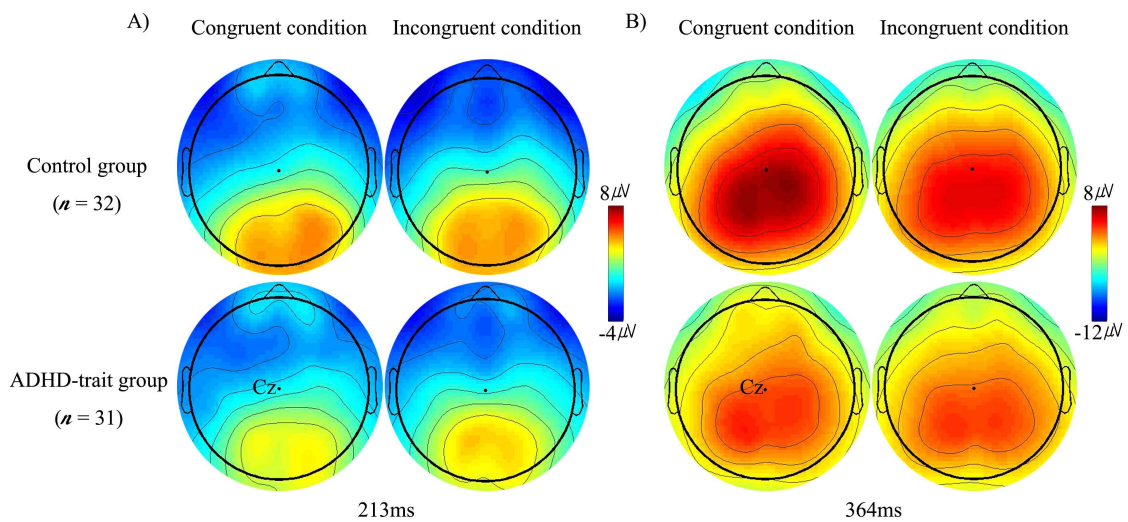 A)
Congruent condition
Incongruent condition
B)
Congruent condition
Incongruent condition
Control group
(n = 32)
8μV
-4μV
8μV
-12μV
ADHD-trait group
(n = 31)
Cz
Cz
213ms
364ms